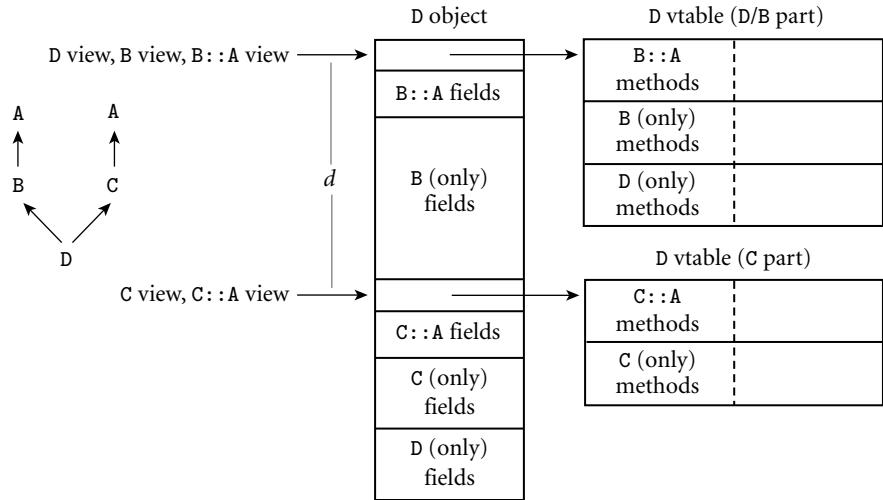 D object
D vtable (D/B part)
D view, B view, B::A view
B::A
methods
B::A fields
B (only)
methods
D (only)
methods
A
A
B
C
D
d
B (only)
fields
D vtable (C part)
C view, C::A view
C::A
methods
C::A fields
C (only)
methods
C (only)
fields
D (only)
fields